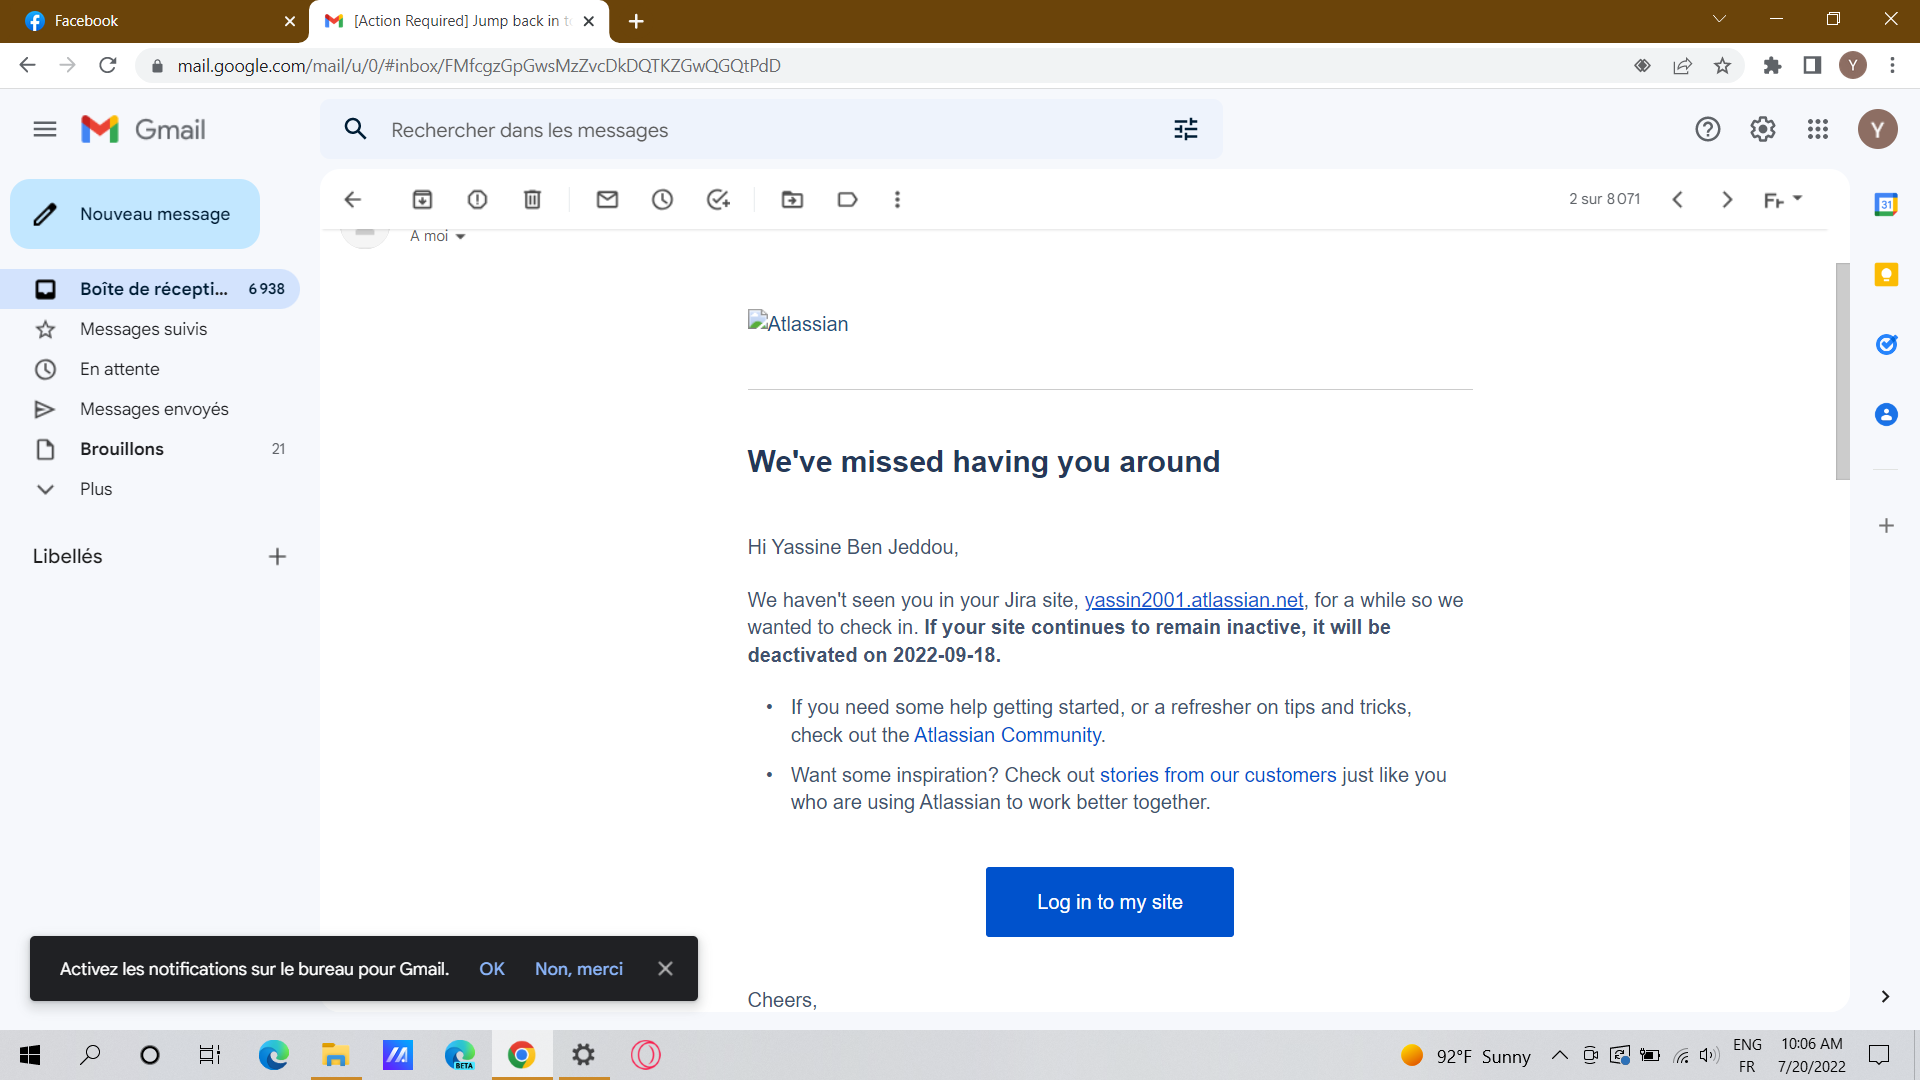 Facebook
[Action Required] Jump back in t
mail.google.com/mail/u/0/#inbox/FMfcgzGpGwsMzZvcDkDQTKZGwQGQtPdD
Y
Gmail
Rechercher dans les messages
Y
Nouveau message
2 sur 8 071
Boîte de récepti... 6 938
À moi
Messages suivis
En attente
Messages envoyés
Brouillons 21
Plus
Libellés
31
Atlassian
We've missed having you around
Hi Yassine Ben Jeddou,
We haven't seen you in your Jira site, yassin2001.atlassian.net, for a while so we
wanted to check in. If your site continues to remain inactive, it will be
deactivated on 2022-09-18.
• If you need some help getting started, or a refresher on tips and tricks,
check out the Atlassian Community.
• Want some inspiration? Check out stories from our customers just like you
who are using Atlassian to work better together.
Log in to my site
Cheers,
Activez les notifications sur le bureau pour Gmail. OK Non, merci
BETA
92°F Sunny
ENG
FR
10:06 AM
7/20/2022